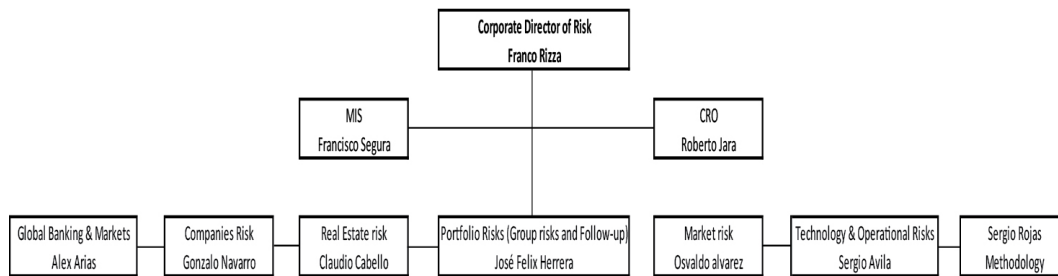 Corporate Director of Risk
Franco Rizza
MIS
Francisco Segura
CRO
Roberto Jara
Global Banking & Markets
Alex Arias
Companies Risk
Gonzalo Navarro
Real Estate risk
Claudio Cabello
Portfolio Risks (Group risks and Follow-up)
José Felix Herrera
Market risk
Osvaldo alvarez
Technology & Operational Risks
Sergio Avila
Sergio Rojas
Methodology